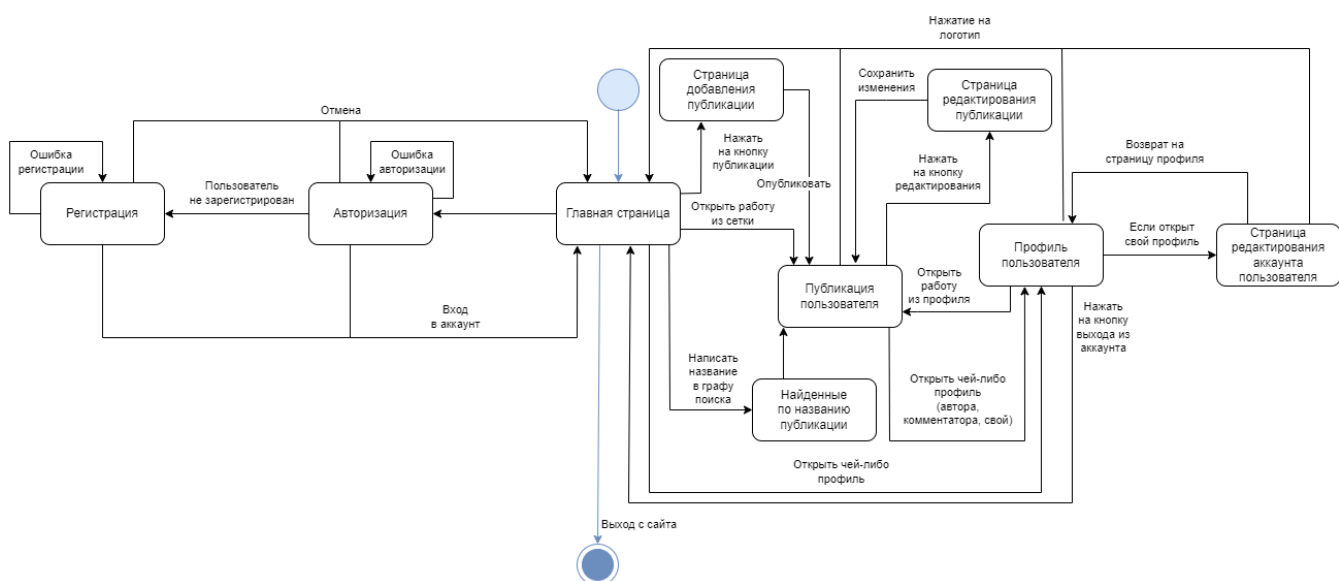 Нажатие на
логотип
Страница
добавления
публикации
Сохранить
изменения
Страница
редактирования
публикации
Отмена
Ошибка
регистрации
Ошибка
авторизации
Нажать
на кнопку
публикации
Возврат на
страницу профиля
Нажать
на кнопку
редактирования
Опубликовать
Пользователь
не зарегистрирован
Регистрация
Авторизация
Главная страница
Открыть работу
из сетки
Если открыт
свой профиль
Профиль
пользователя
Страница
редактирования
аккаунта
пользователя
Публикация
пользователя
Открыть
работу
из профиля
Вход
в аккаунт
Нажать
на кнопку
выхода из
аккаунта
Написать
название
в графу
поиска
Найденные
по названию
публикации
Открыть чей-либо
профиль
(автора,
комментатора, свой)
Открыть чей-либо
профиль
Выход с сайта